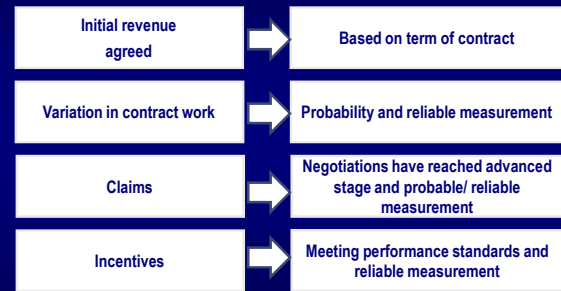 Initial revenue
agreed
Based on term of contract
Variation in contract work
Probability and reliable measurement
Claims
Negotiations have reached advanced
stage and probable/ reliable
measurement
Incentives
Meeting performance standards and
reliable measurement